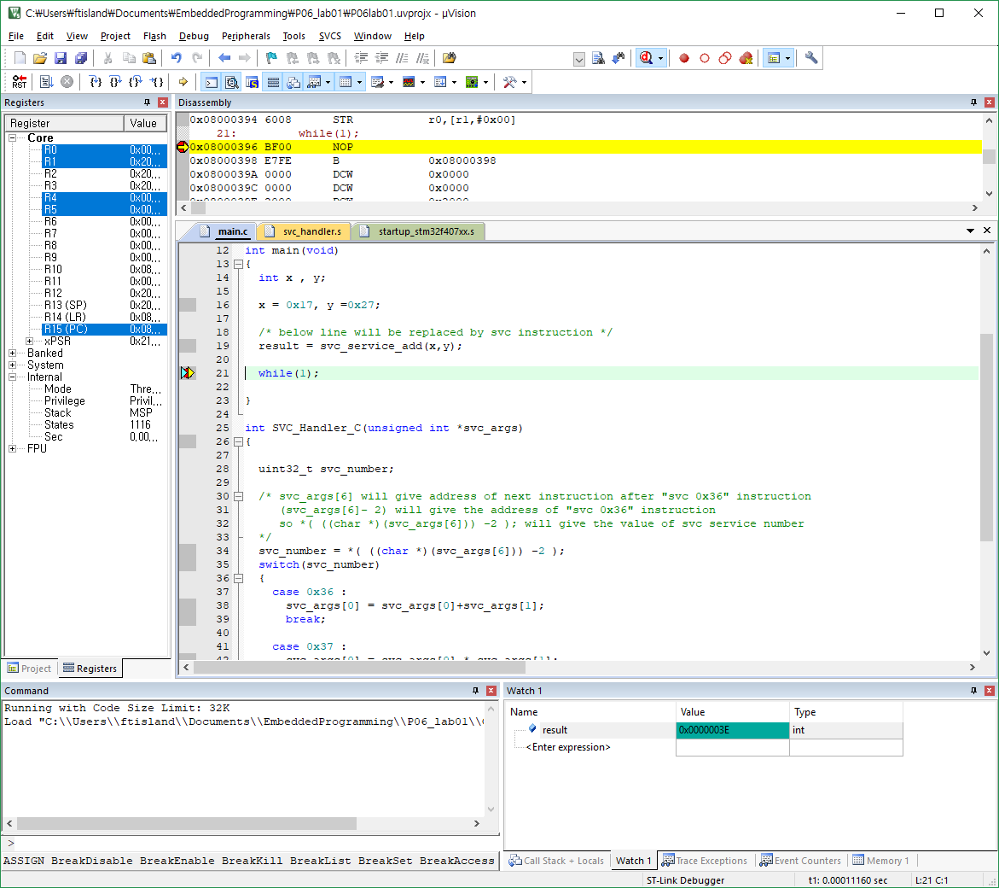 C:₩Users₩ftisland₩Documents₩EmbeddedProgramming₩P06_lab01₩P06lab01.uvprojx - µVision
File Edit View Project Flash Debug Peripherals Tools SVCS Window Help
RST
Registers
Register Value
Core
R0 0x00...
R1 0x20...
R2 0x20...
R3 0x20...
R4 0x00...
R5 0x00...
R6 0x00...
R7 0x00...
R8 0x00...
R9 0x00...
R10 0x08...
R11 0x00...
R12 0x20...
R13 (SP) 0x20...
R14 (LR) 0x08...
R15 (PC) 0x08...
xPSR 0x21...
Banked
System
Internal
Mode Thre...
Privilege Privil...
Stack MSP
States 1116
Sec 0,00...
FPU
Project Registers
Disassembly
0x08000394 6008 STR r0,[r1,#0x00]
21: while(1);
0x08000396 BF00 NOP
0x08000398 E7FE B 0x08000398
0x0800039A 0000 DCW 0x0000
0x0800039C 0000 DCW 0x0000
0x0800039E 2000 DCW 0x2000
main.c svc_handler.s startup_stm32f407xx.s
12 int main(void)
13 {
14 int x , y;
15
16 x = 0x17, y =0x27;
17
18 /* below line will be replaced by svc instruction */
19 result = svc_service_add(x,y);
20
21 while(1);
22
23 }
24
25 int SVC_Handler_C(unsigned int *svc_args)
26 {
27
28 uint32_t svc_number;
29
30 /* svc_args[6] will give address of next instruction after "svc 0x36" instruction
31 (svc_args[6]- 2) will give the address of "svc 0x36" instruction
32 so *( ((char *)(svc_args[6])) -2 ); will give the value of svc service number
33 */
34 svc_number = *( ((char *)(svc_args[6])) -2 );
35 switch(svc_number)
36 {
37 case 0x36 :
38 svc_args[0] = svc_args[0]+svc_args[1];
39 break;
40
41 case 0x37 :
42 svc_args[0] = svc_args[0] * svc_args[1];
Command
Running with Code Size Limit: 32K
Load "C:\\Users\\ftisland\\Documents\\EmbeddedProgramming\\P06_lab01\\
>
ASSIGN BreakDisable BreakEnable BreakKill BreakList BreakSet BreakAccess
Watch 1
Name Value Type
result 0x0000003E int
<Enter expression>
Call Stack + Locals Watch 1 Trace Exceptions Event Counters Memory 1
ST-Link Debugger t1: 0.00011160 sec L:21 C:1